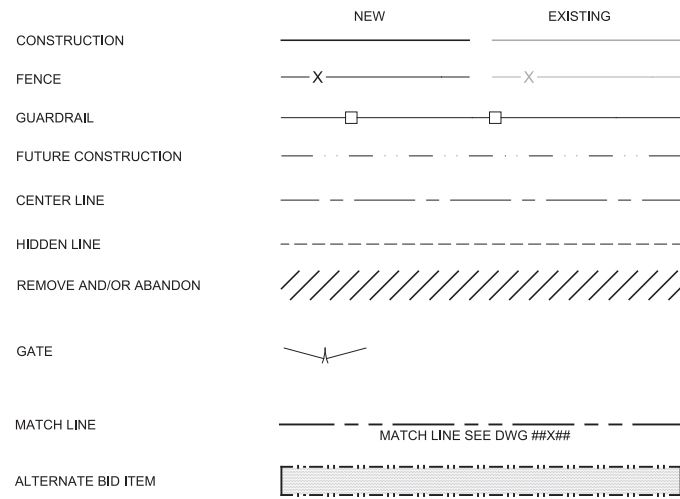 NEW EXISTING
CONSTRUCTION
FENCE X X
GUARDRAIL
FUTURE CONSTRUCTION
CENTER LINE
HIDDEN LINE
REMOVE AND/OR ABANDON
GATE
MATCH LINE
MATCH LINE SEE DWG ##X##
ALTERNATE BID ITEM